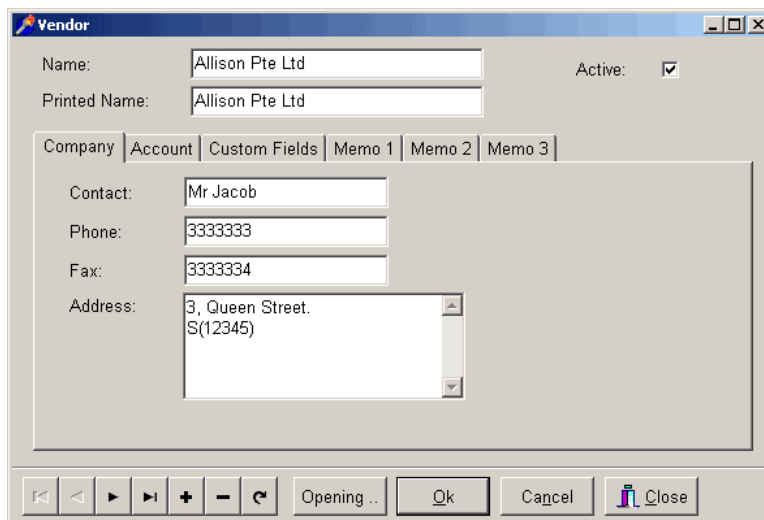 Vendor
Name: Allison Pte Ltd Active:
Printed Name: Allison Pte Ltd
Company Account Custom Fields Memo 1 Memo 2 Memo 3
Contact: Mr Jacob
Phone: 3333333
Fax: 3333334
Address: 3, Queen Street.
S(12345)
Opening .. Ok Cancel Close